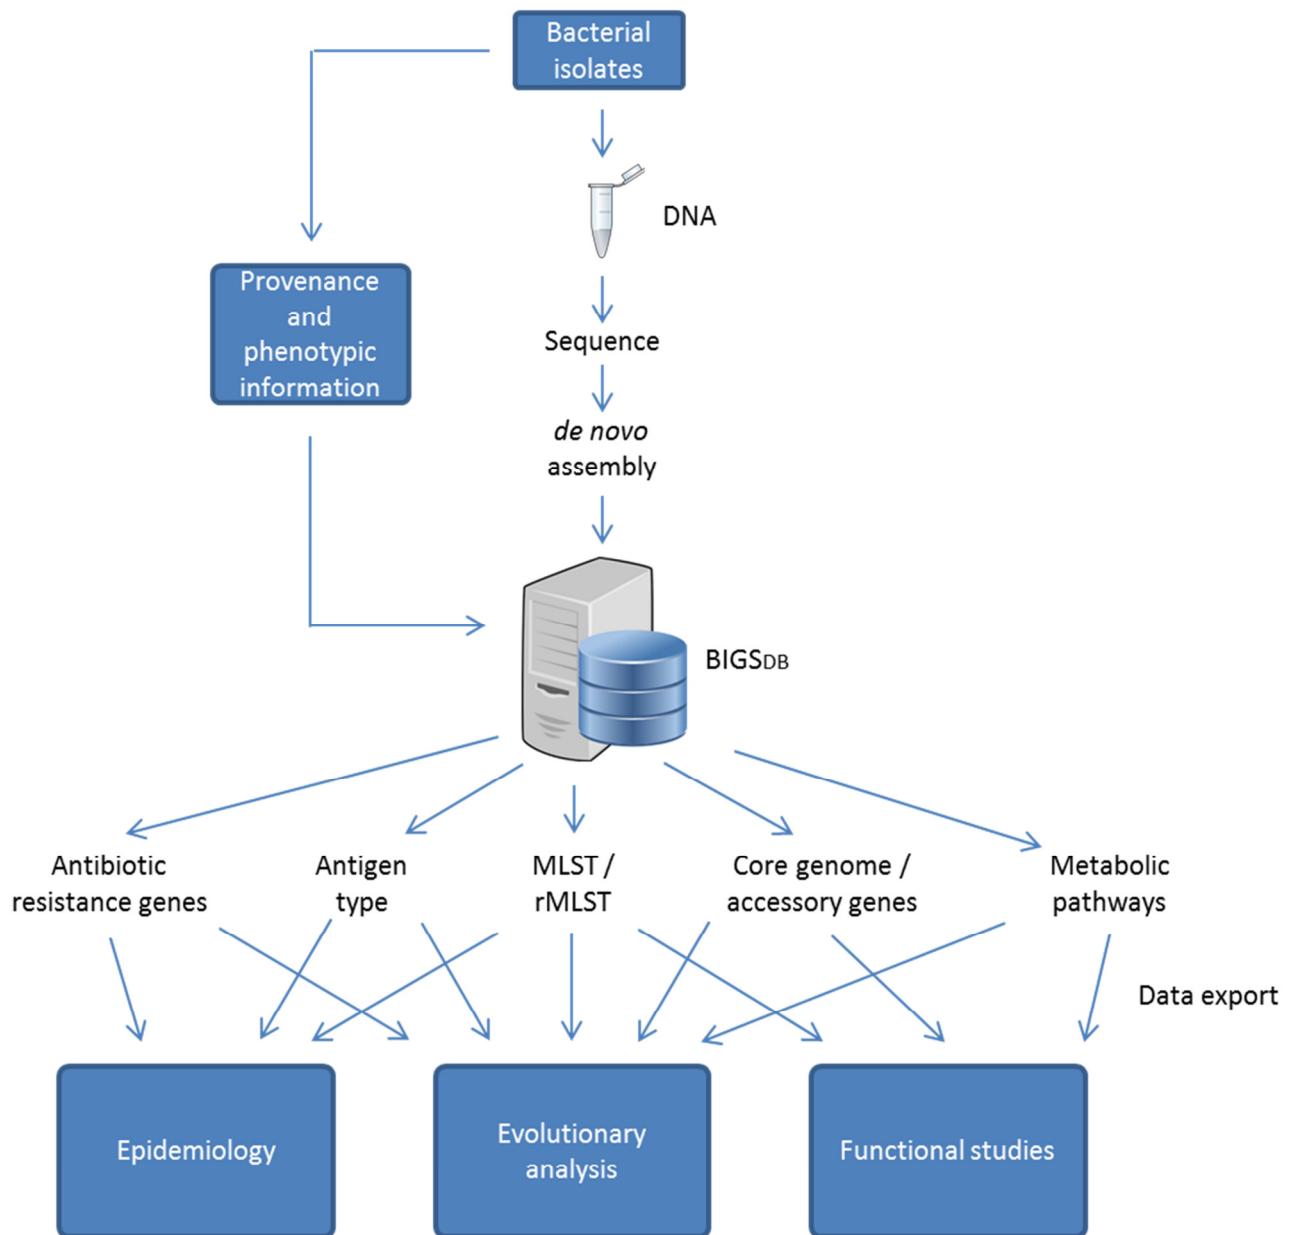 Bacterial
isolates
DNA
Provenance
and
phenotypic
information
Sequence
de novo
assembly
BIGSDB
Antibiotic
resistance genes
Antigen
type
MLST /
rMLST
Core genome /
accessory genes
Metabolic
pathways
Data export
Epidemiology
Evolutionary
analysis
Functional studies